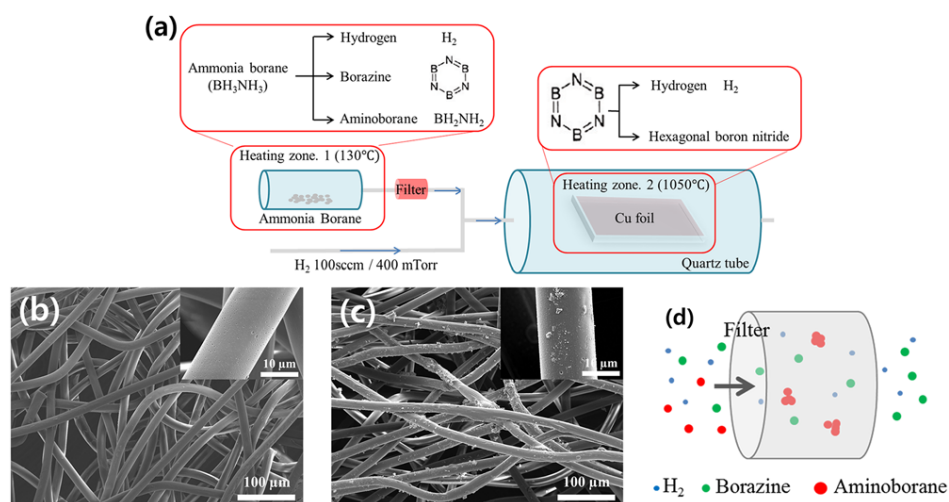 (a)
Hydrogen H₂
Ammonia borane
(BH₃NH₃)
Borazine
N
B B
N N
B
Aminoborane BH₂NH₂
N
B B
N N
B
Hydrogen H₂
Hexagonal boron nitride
Heating zone. 1 (130℃)
Filter
Ammonia Borane
Heating zone. 2 (1050℃)
Cu foil
Quartz tube
H₂ 100sccm / 400 mTorr
(b)
10 μm
100 μm
(c)
10 μm
100 μm
(d)
Filter
H₂ Borazine Aminoborane